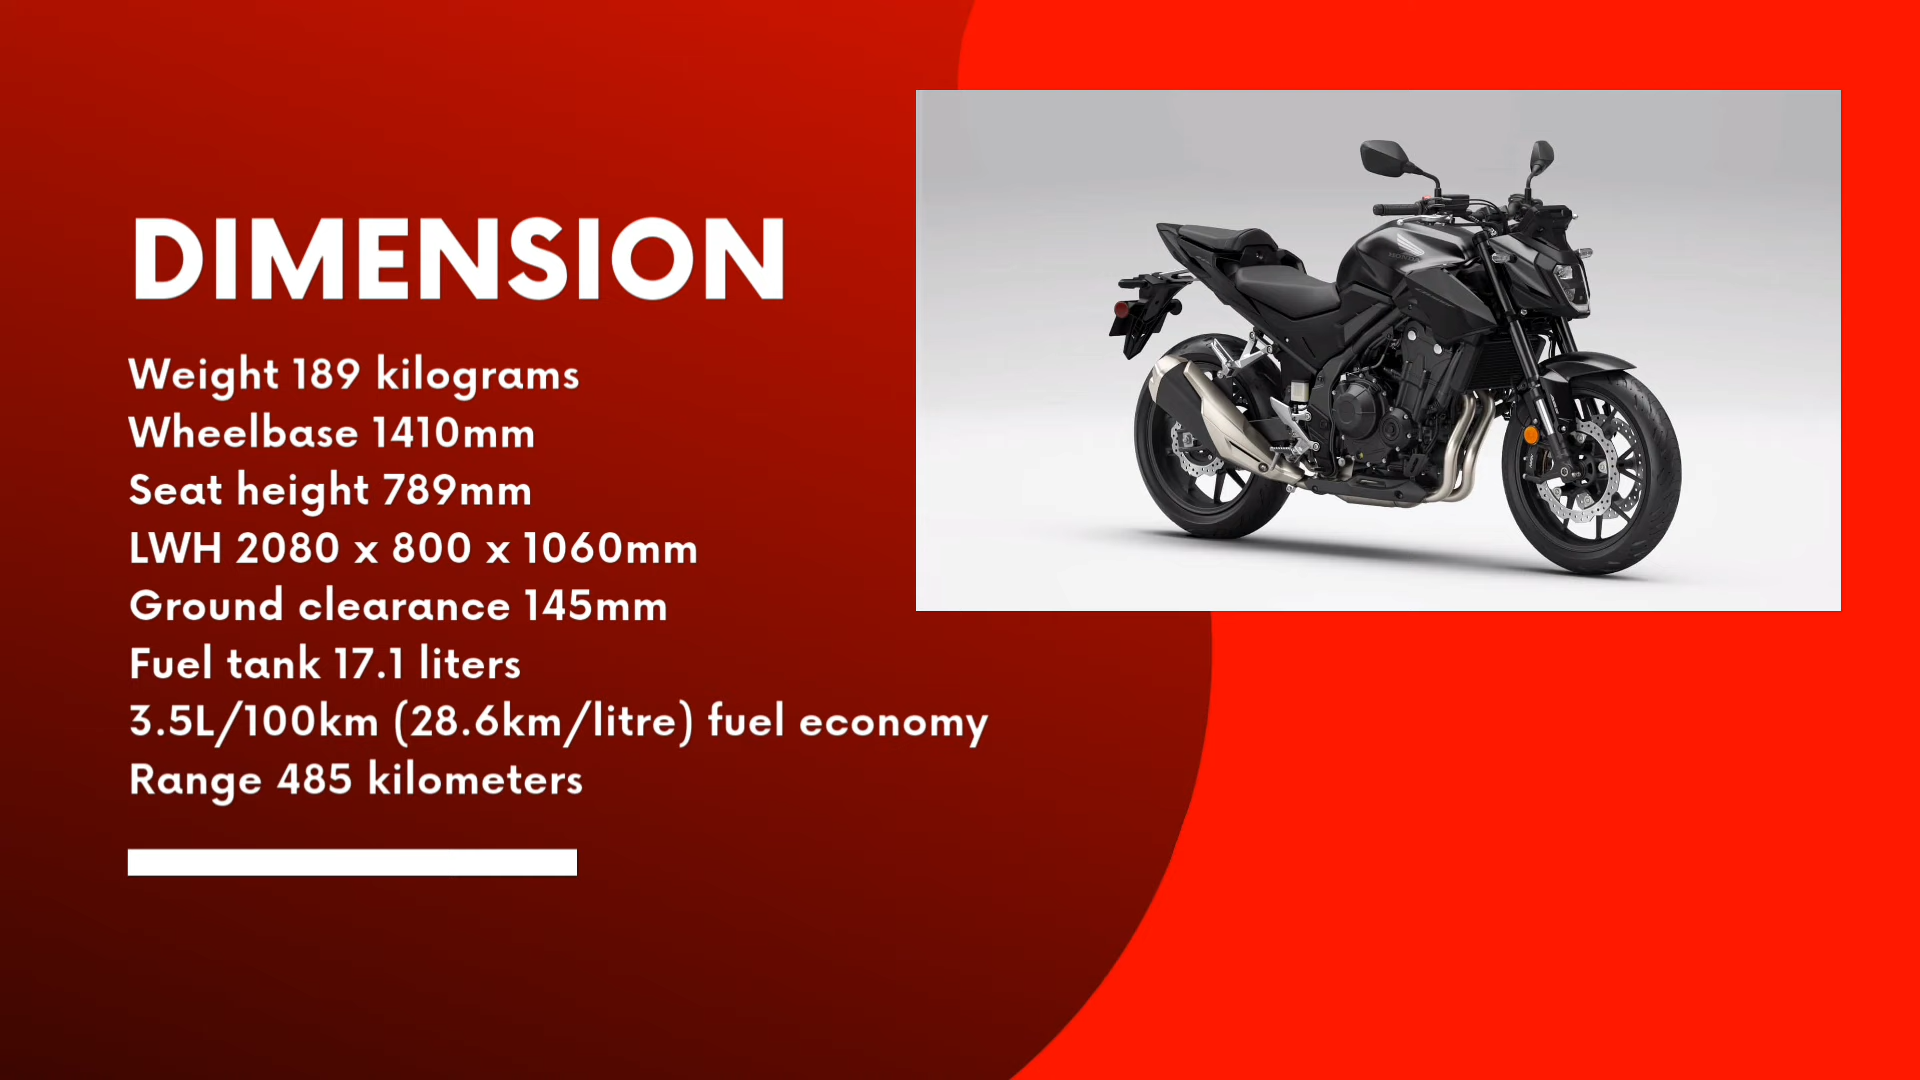 DIMENSION
Weight 189 kilograms
Wheelbase 1410mm
Seat height 789mm
LWH 2080 x 800 x 1060mm
Ground clearance 145mm
Fuel tank 17.1 liters
3.5L/100km (28.6km/litre) fuel economy
Range 485 kilometers
HONDA